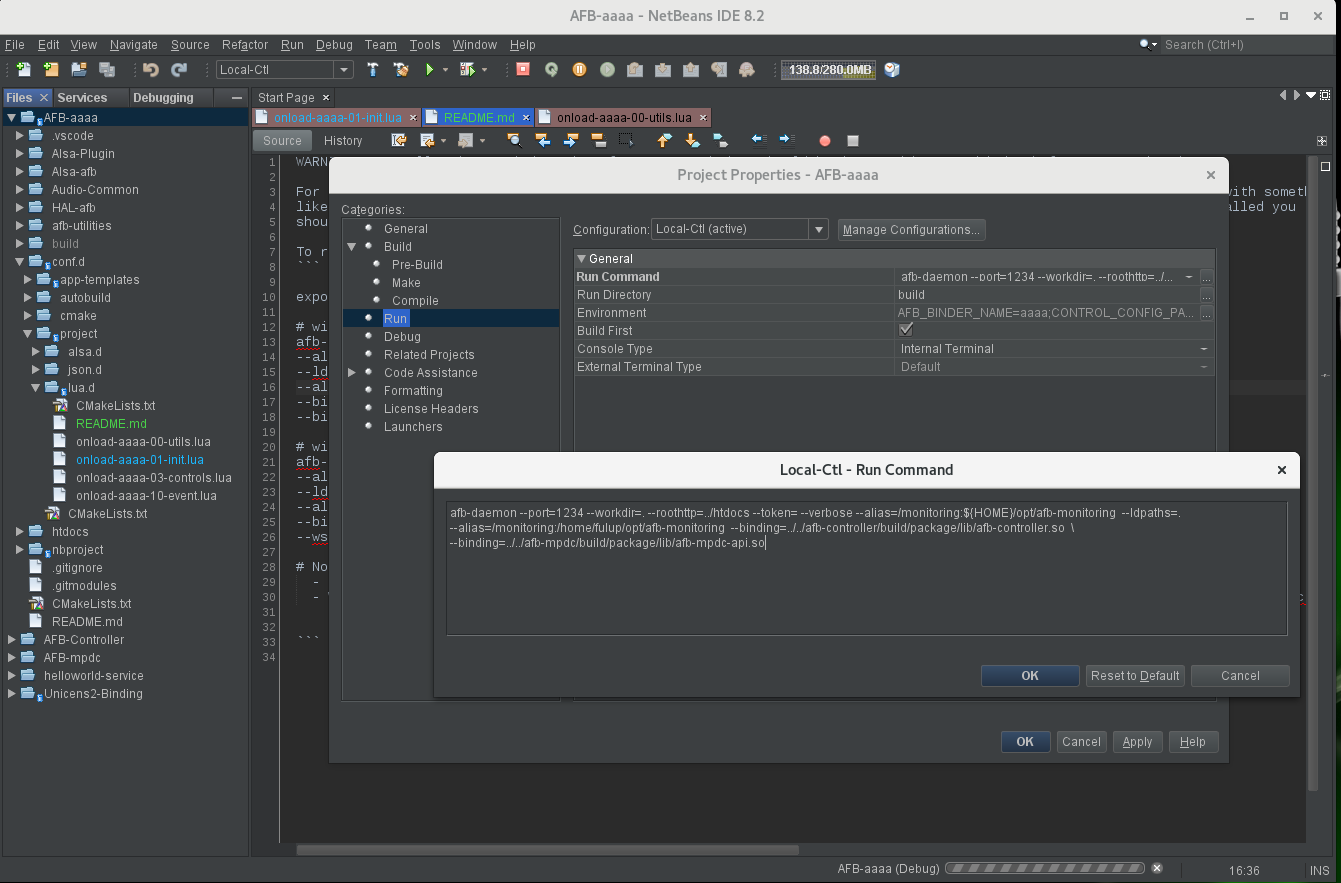 AFB-aaaa - NetBeans IDE 8.2
File Edit View Navigate Source Refactor Run Debug Team Tools Window Help
Search (Ctrl+I)
Local-Ctl
138.8/280.0MB
Files Services Debugging
Start Page
onload-aaaa-01-init.lua README.md onload-aaaa-00-utils.lua
Source History
AFB-aaaa
.vscode
Alsa-Plugin
Alsa-afb
Audio-Common
HAL-afb
afb-utilities
build
conf.d
app-templates
autobuild
cmake
project
alsa.d
json.d
lua.d
CMakeLists.txt
README.md
onload-aaaa-00-utils.lua
onload-aaaa-01-init.lua
onload-aaaa-03-controls.lua
onload-aaaa-10-event.lua
CMakeLists.txt
htdocs
nbproject
.gitignore
.gitmodules
CMakeLists.txt
README.md
AFB-Controller
AFB-mpdc
helloworld-service
Unicens2-Binding
1 WARN
2
3 For with somet
4 like alled you
5 shou
6
7 To r
8 ```
9
10 expo
11
12 # wi
13 afb-
14 --al
15 --ld
16 --al
17 --bi
18 --bi
19
20 # wi
21 afb-
22 --al
23 --ld
24 --al
25 --bi
26 --ws
27
28 # No
29 -
30 -
31
32
33 ```
34
Project Properties - AFB-aaaa
Categories:
General
Build
Pre-Build
Make
Compile
Run
Debug
Related Projects
Code Assistance
Formatting
License Headers
Launchers
Configuration: Local-Ctl (active) Manage Configurations...
General
Run Command afb-daemon --port=1234 --workdir=. --roothttp=../... ...
Run Directory build ...
Environment AFB_BINDER_NAME=aaaa;CONTROL_CONFIG_PA... ...
Build First
Console Type Internal Terminal
External Terminal Type Default
Local-Ctl - Run Command
afb-daemon --port=1234 --workdir=. --roothttp=../htdocs --token= --verbose --alias=/monitoring:${HOME}/opt/afb-monitoring --ldpaths=.
--alias=/monitoring:/home/fulup/opt/afb-monitoring --binding=../../afb-controller/build/package/lib/afb-controller.so \
--binding=../../afb-mpdc/build/package/lib/afb-mpdc-api.so
OK Reset to Default Cancel
OK Cancel Apply Help
AFB-aaaa (Debug)
16:36 INS